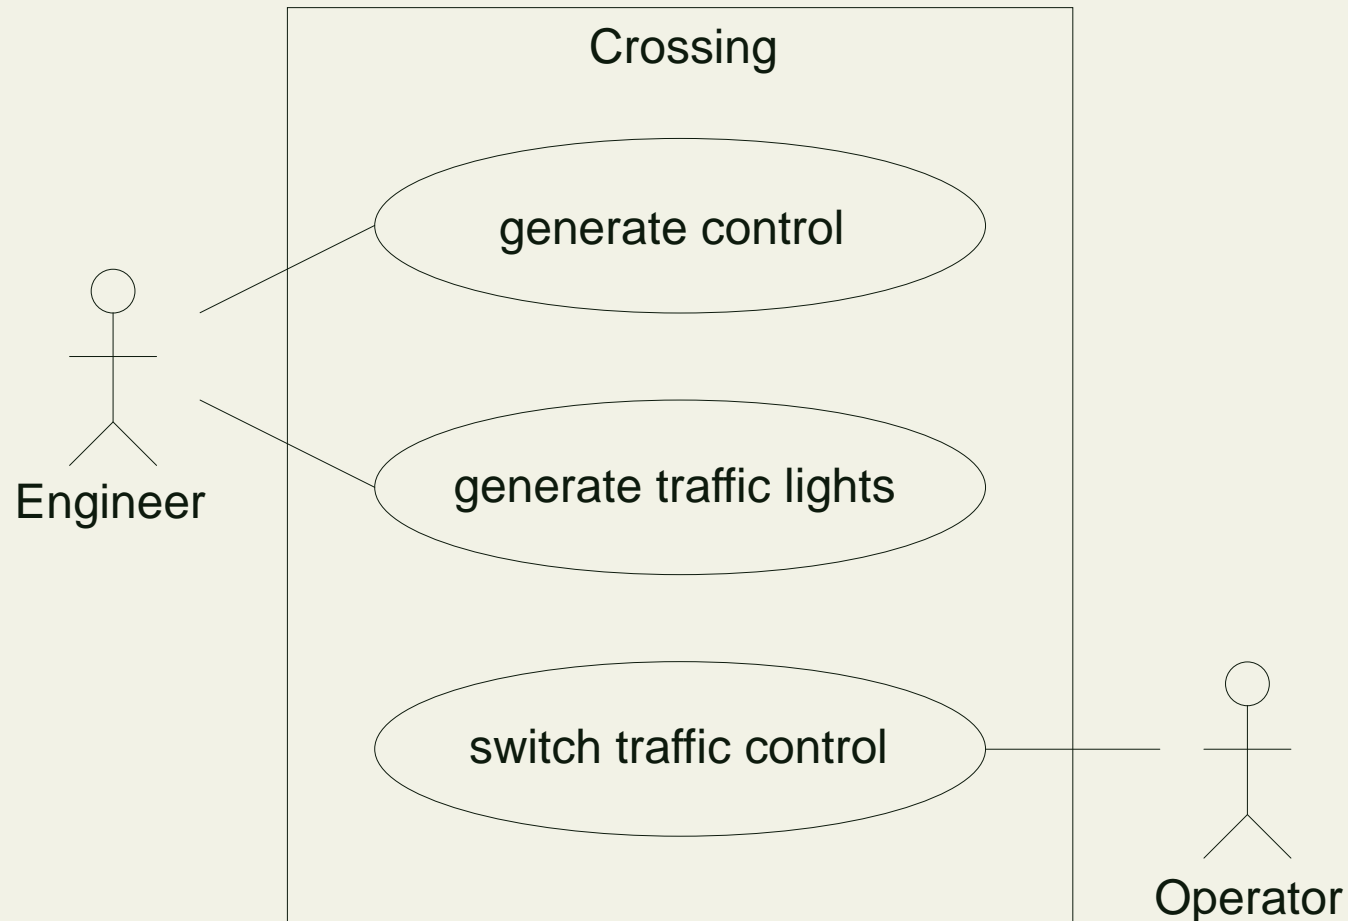 Crossing
generate control
Engineer
generate traffic lights
switch traffic control
Operator